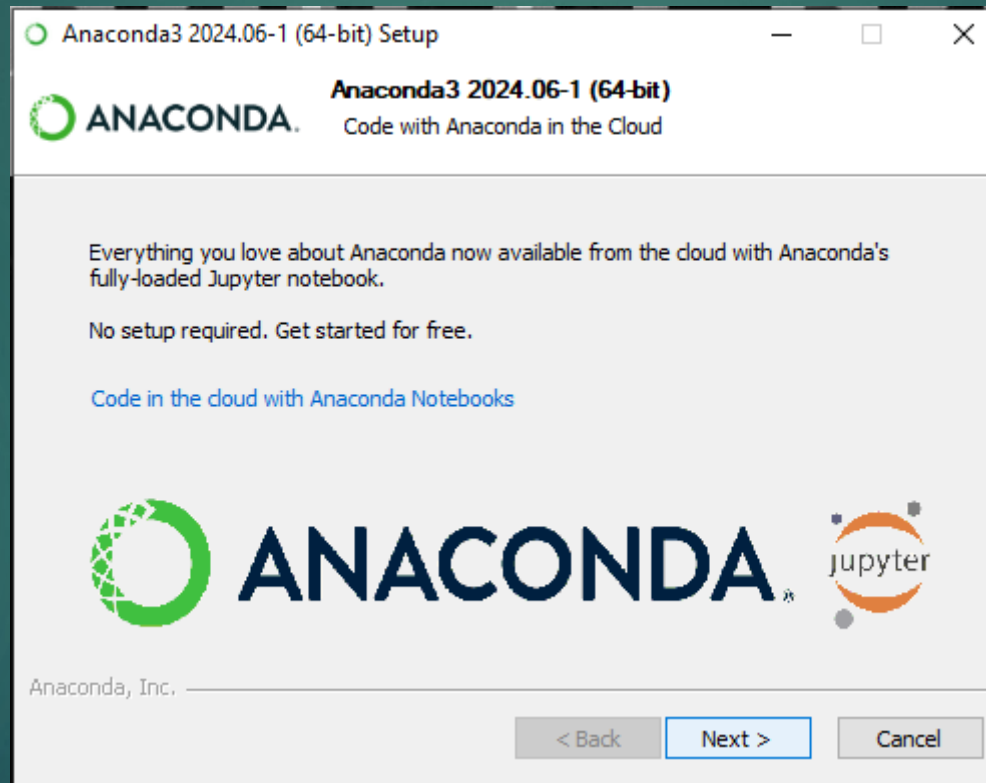 Anaconda3 2024.06-1 (64-bit) Setup
ANACONDA.
Anaconda3 2024.06-1 (64-bit)
Code with Anaconda in the Cloud
Everything you love about Anaconda now available from the cloud with Anaconda's
fully-loaded Jupyter notebook.
No setup required. Get started for free.
Code in the cloud with Anaconda Notebooks
ANACONDA.®
jupyter
Anaconda, Inc.
< Back
Next >
Cancel